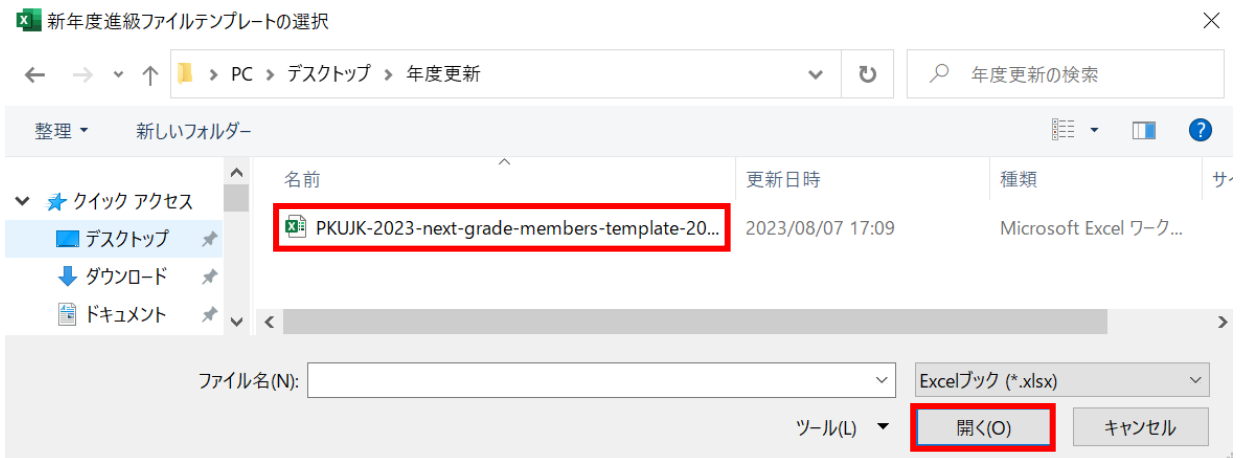 新年度進級ファイルテンプレートの選択
PC > デスクトップ > 年度更新
年度更新の検索
整理 新しいフォルダー
名前 更新日時 種類 サイ
クイック アクセス
PKUJK-2023-next-grade-members-template-20... 2023/08/07 17:09 Microsoft Excel ワーク...
デスクトップ
ダウンロード
ドキュメント
ファイル名(N): Excelブック (*.xlsx)
ツール(L) 開く(O) キャンセル